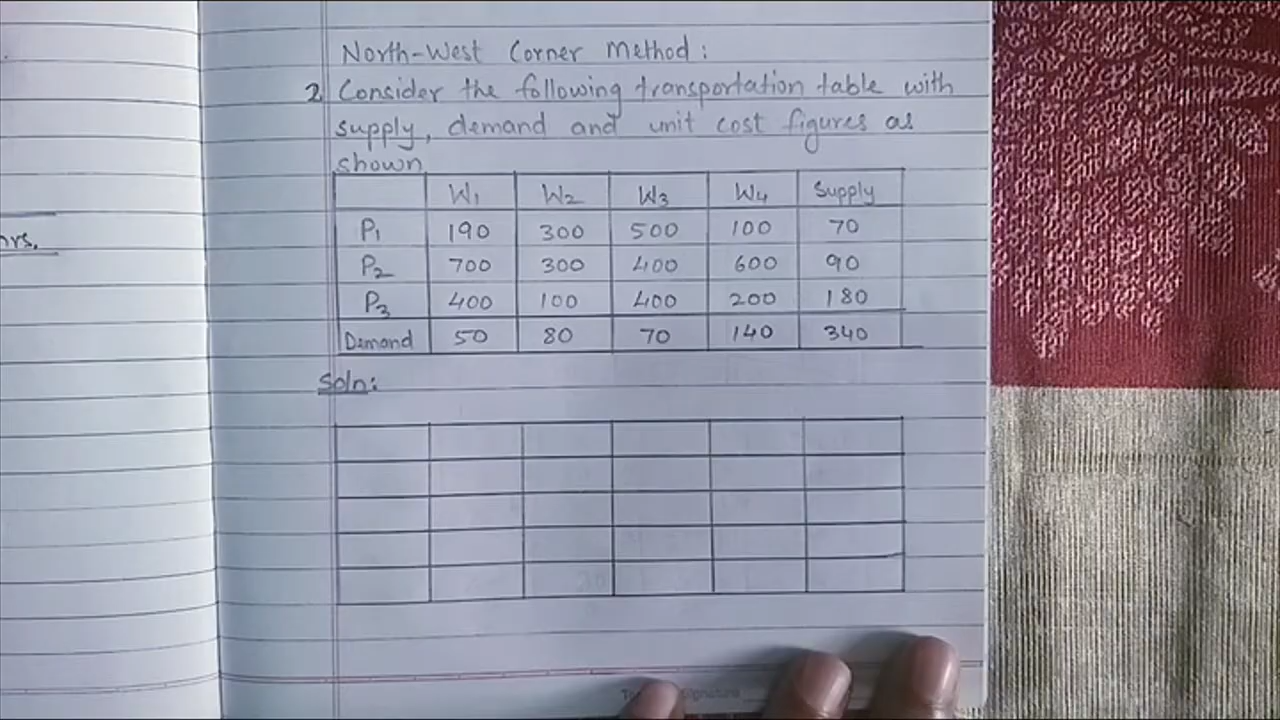 North-West Corner Method:
2 Consider the following transportation table with
supply, demand and unit cost figures as
shown
W1 W2 W3 W4 Supply
P1 190 300 500 100 70
P2 700 300 400 600 90
P3 400 100 400 200 180
Demand 50 80 70 140 340
Soln:
hrs.
Signature